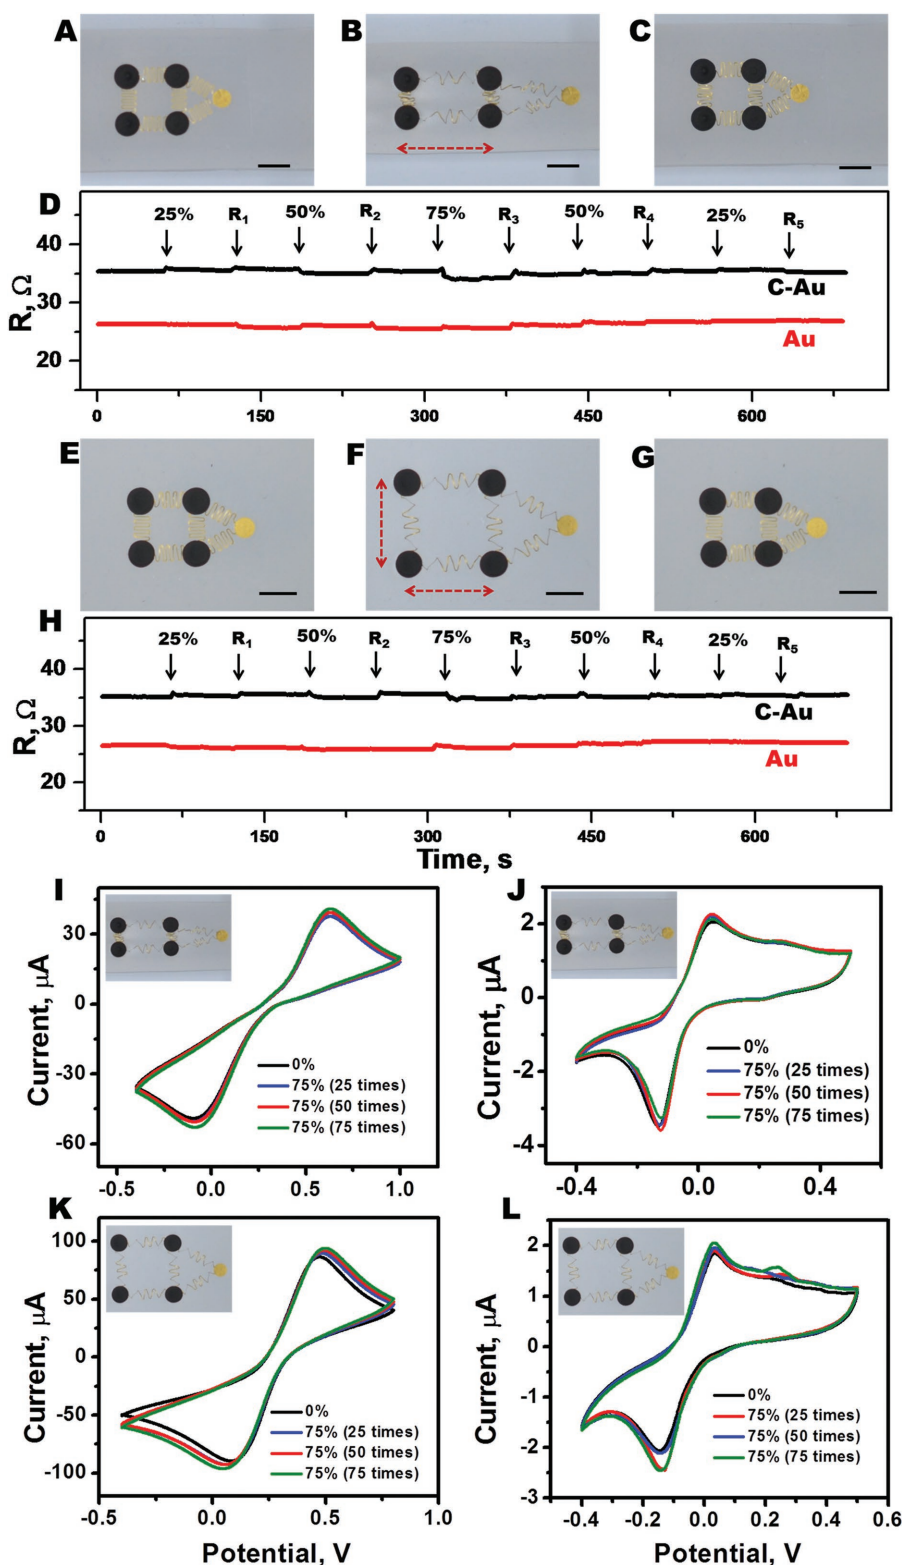 A
B
C
D
25% R1 50% R2 75% R3 50% R4 25% R5
40
30
20
R, Ω
C-Au
Au
0 150 300 450 600
E
F
G
H
25% R1 50% R2 75% R3 50% R4 25% R5
40
30
20
R, Ω
C-Au
Au
0 150 300 450 600
Time, s
I
30
0
-30
-60
Current, µA
0%
75% (25 times)
75% (50 times)
75% (75 times)
-0.5 0.0 0.5 1.0
J
2
0
-2
-4
Current, µA
0%
75% (25 times)
75% (50 times)
75% (75 times)
-0.4 0.0 0.4
K
100
50
0
-50
-100
Current, µA
0%
75% (25 times)
75% (50 times)
75% (75 times)
-0.5 0.0 0.5 1.0
Potential, V
L
2
1
0
-1
-2
-3
Current, µA
0%
75% (25 times)
75% (50 times)
75% (75 times)
-0.4 -0.2 0.0 0.2 0.4 0.6
Potential, V